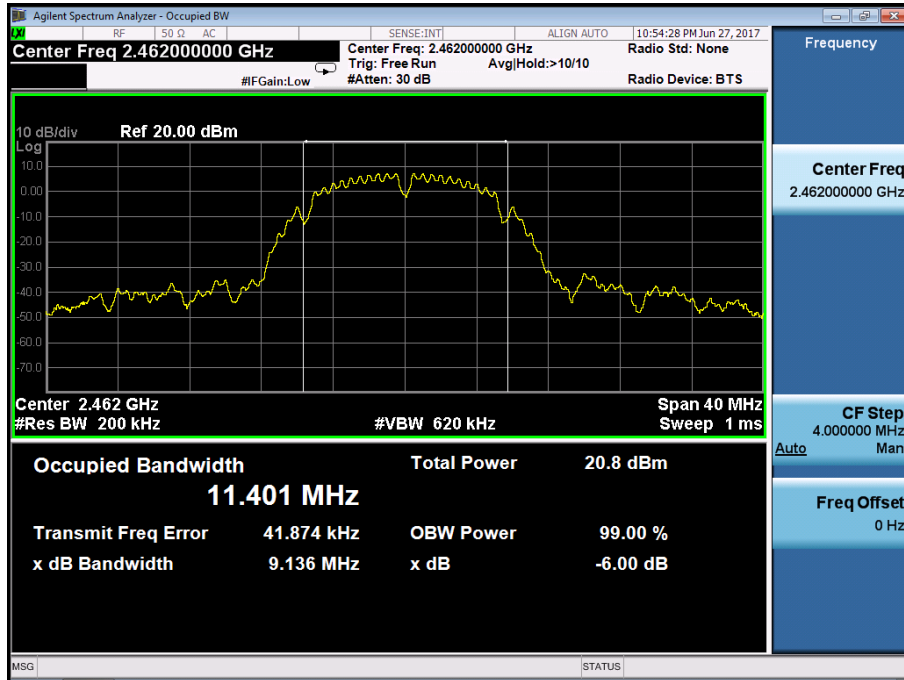 Agilent Spectrum Analyzer - Occupied BW
LXI RF 50 Ω AC SENSE:INT ALIGN AUTO 10:54:28 PM Jun 27, 2017
Center Freq 2.462000000 GHz
Center Freq: 2.462000000 GHz
Radio Std: None
Trig: Free Run Avg|Hold:>10/10
#IFGain:Low
#Atten: 30 dB
Radio Device: BTS
Frequency
10 dB/div Ref 20.00 dBm
Log
10.0
0.00
-10.0
-20.0
-30.0
-40.0
-50.0
-60.0
-70.0
Center 2.462 GHz Span 40 MHz
#Res BW 200 kHz #VBW 620 kHz Sweep 1 ms
Occupied Bandwidth Total Power 20.8 dBm
11.401 MHz
Transmit Freq Error 41.874 kHz OBW Power 99.00 %
x dB Bandwidth 9.136 MHz x dB -6.00 dB
Center Freq
2.462000000 GHz
CF Step
4.000000 MHz
Auto Man
Freq Offset
0 Hz
MSG STATUS